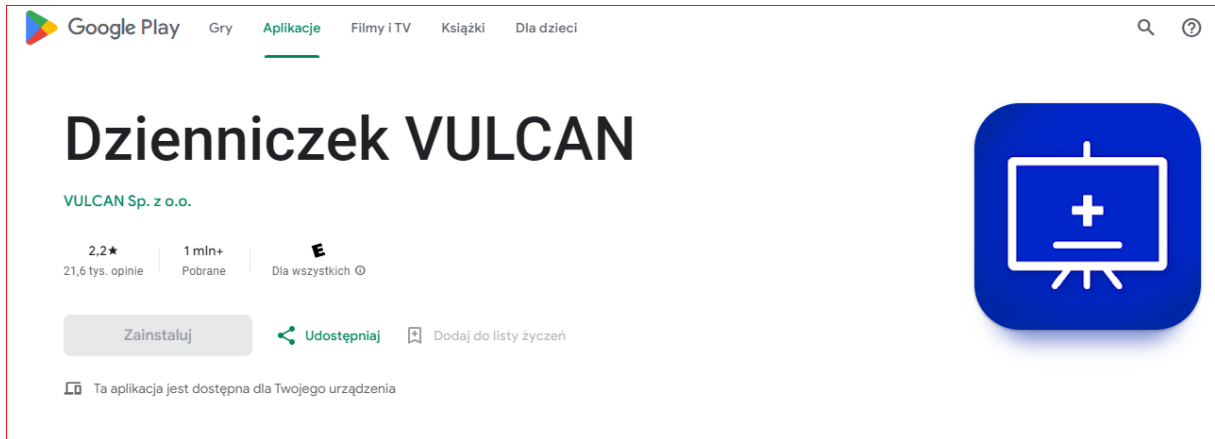 Google Play Gry Aplikacje Filmy i TV Książki Dla dzieci
Dzienniczek VULCAN
VULCAN Sp. z o.o.
2,2★ 1 mln+ E
21,6 tys. opinie Pobrane Dla wszystkich
Zainstaluj Udostępniaj Dodaj do listy życzeń
Ta aplikacja jest dostępna dla Twojego urządzenia